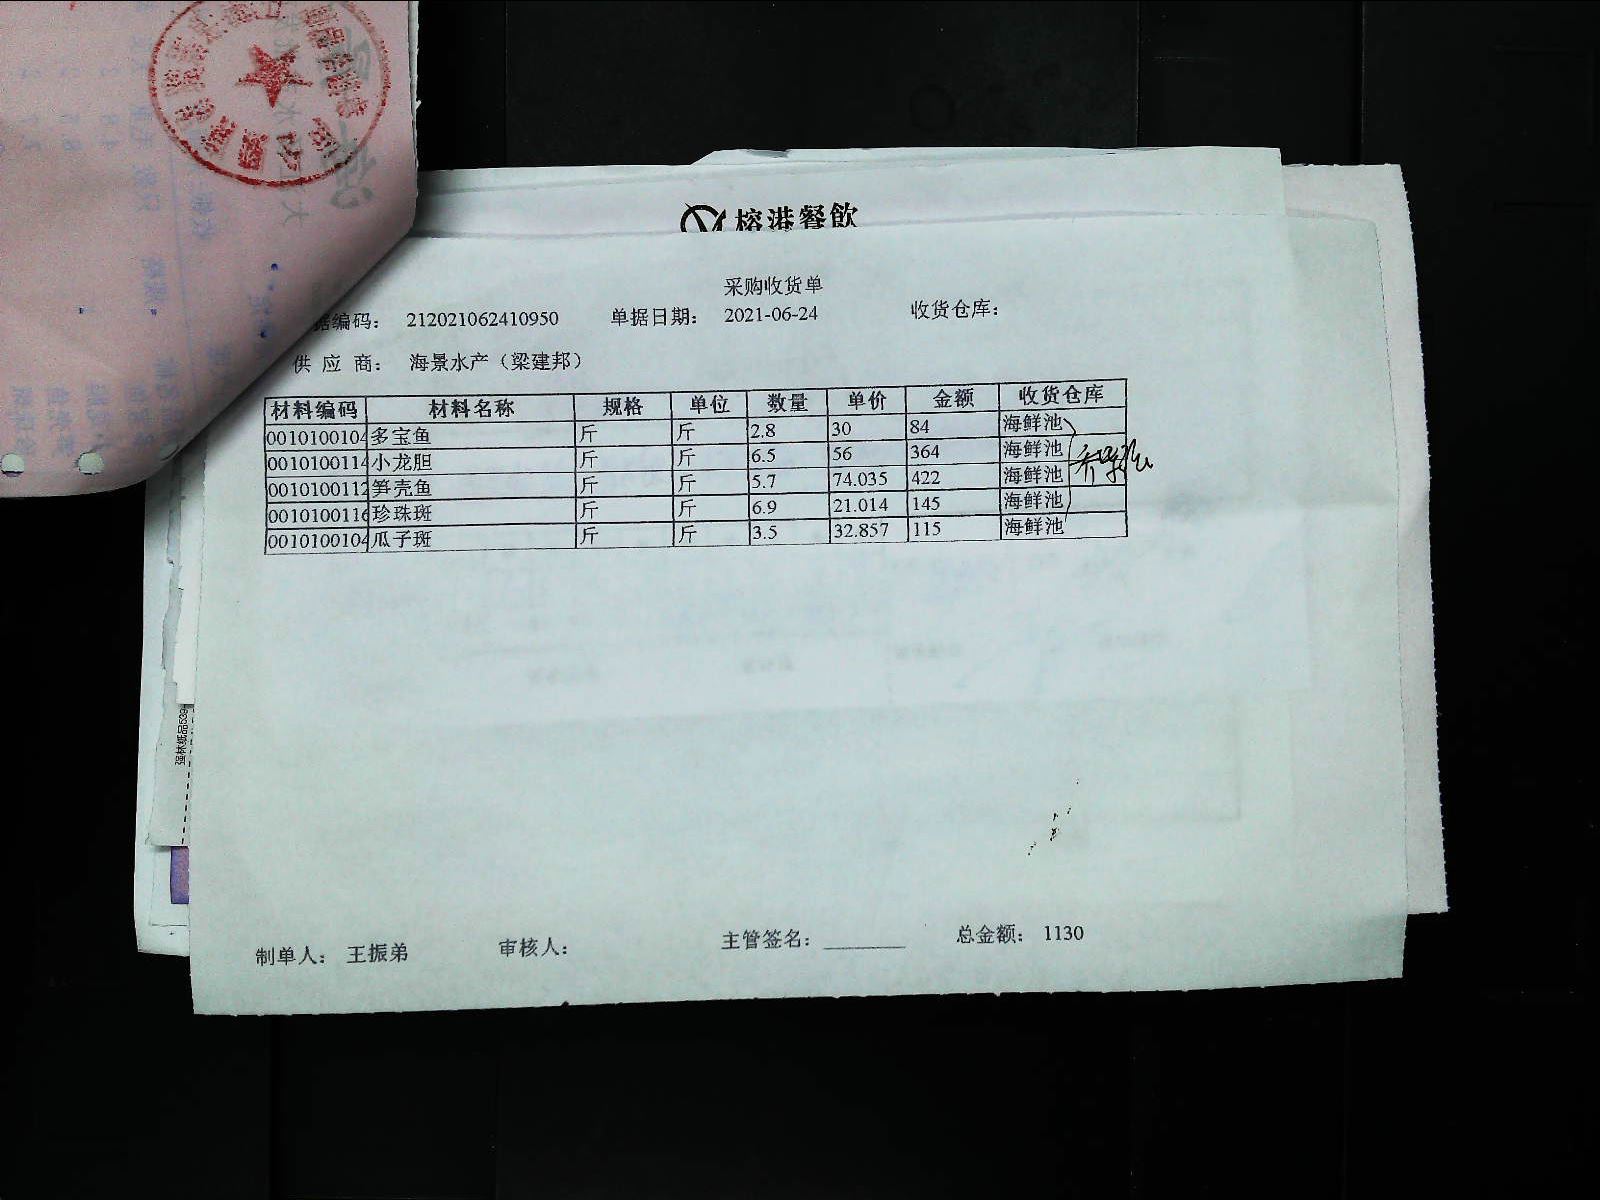 榕港餐飲
采购收货单
据编码： 212021062410950 单据日期： 2021-06-24 收货仓库：
供 应 商： 海景水产（梁建邦）
材料编码 材料名称 规格 单位 数量 单价 金额 收货仓库
0010100104 多宝鱼 斤 斤 2.8 30 84 海鲜池
0010100114 小龙胆 斤 斤 6.5 56 364 海鲜池
0010100112 笋壳鱼 斤 斤 5.7 74.035 422 海鲜池
0010100116 珍珠斑 斤 斤 6.9 21.014 145 海鲜池
0010100104 瓜子斑 斤 斤 3.5 32.857 115 海鲜池
强林纸品539
制单人： 王振弟 审核人： 主管签名： 总金额： 1130